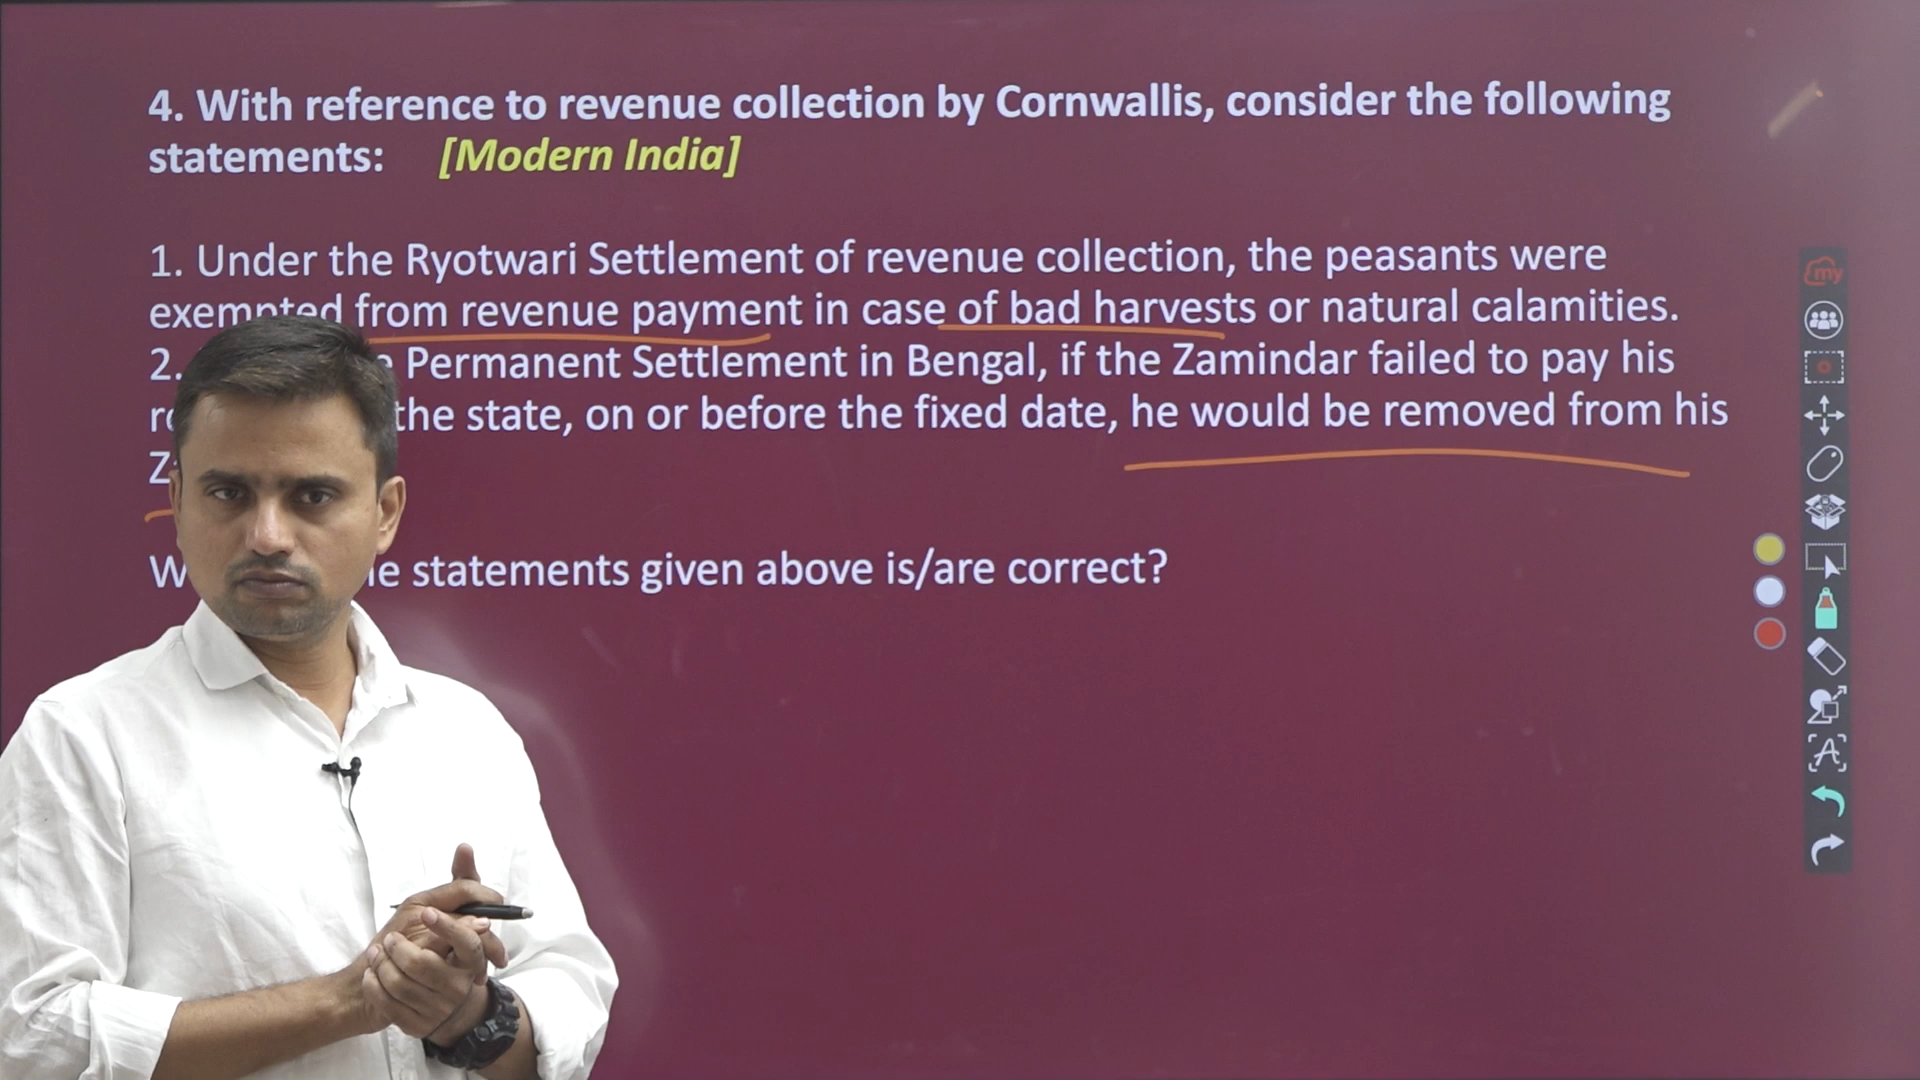 4. With reference to revenue collection by Cornwallis, consider the following
statements: [Modern India]
1. Under the Ryotwari Settlement of revenue collection, the peasants were
exempted from revenue payment in case of bad harvests or natural calamities.
2. Permanent Settlement in Bengal, if the Zamindar failed to pay his
the state, on or before the fixed date, he would be removed from his
statements given above is/are correct?
my